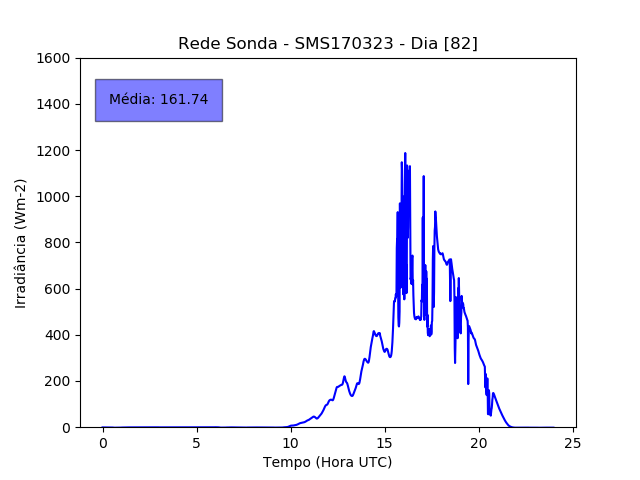 Rede Sonda - SMS170323 - Dia [82]
1600
1400
1200
1000
800
600
400
200
0
Média: 161.74
Irradiância (Wm-2)
0 5 10 15 20 25
Tempo (Hora UTC)